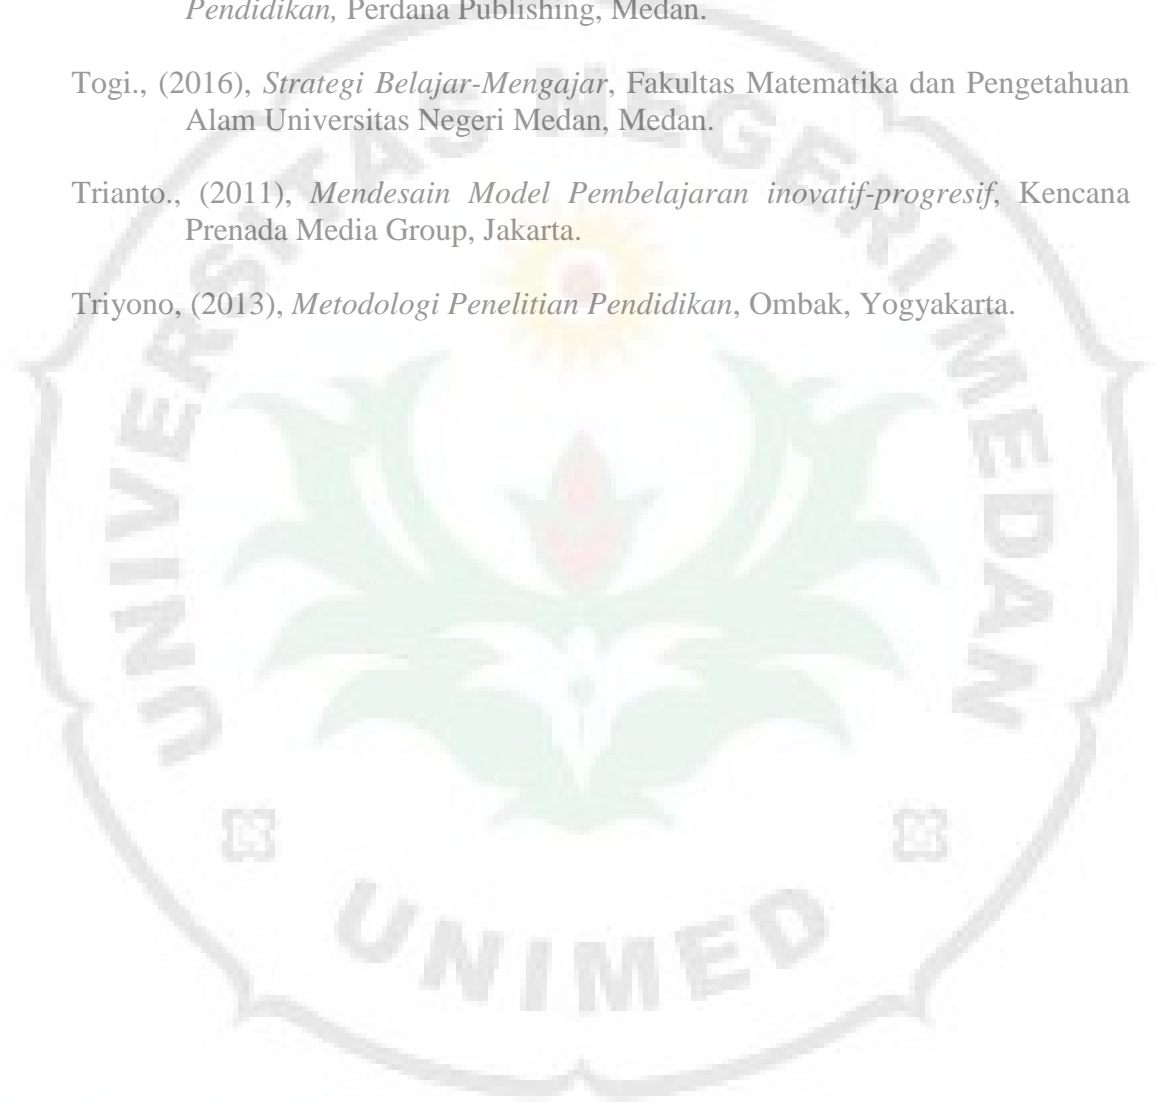 Pendidikan, Perdana Publishing, Medan.
Togi., (2016), Strategi Belajar-Mengajar, Fakultas Matematika dan Pengetahuan
Alam Universitas Negeri Medan, Medan.
Trianto., (2011), Mendesain Model Pembelajaran inovatif-progresif, Kencana
Prenada Media Group, Jakarta.
Triyono, (2013), Metodologi Penelitian Pendidikan, Ombak, Yogyakarta.
UNIVERSITAS NEGERI MEDAN
UNIMED